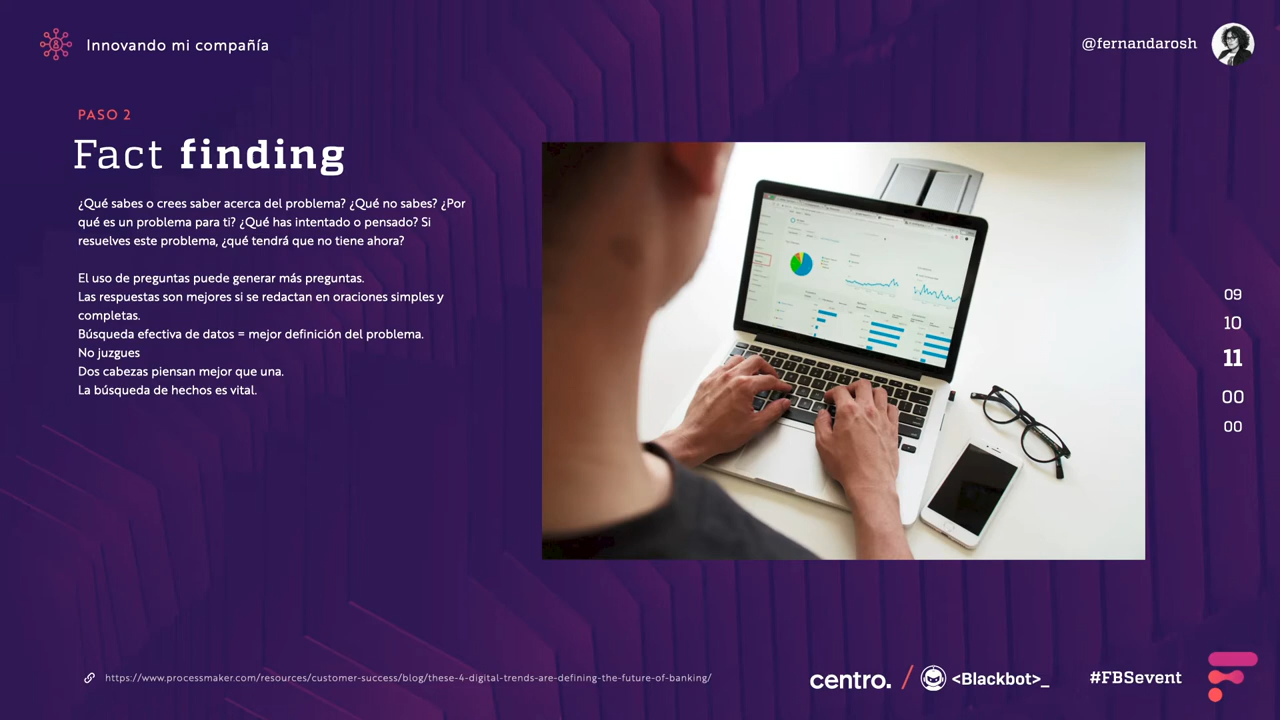 Innovando mi compañía
@fernandarosh
PASO 2
Fact finding
¿Qué sabes o crees saber acerca del problema? ¿Qué no sabes? ¿Por
qué es un problema para ti? ¿Qué has intentado o pensado? Si
resuelves este problema, ¿qué tendrá que no tiene ahora?
El uso de preguntas puede generar más preguntas.
Las respuestas son mejores si se redactan en oraciones simples y
completas.
Búsqueda efectiva de datos = mejor definición del problema.
No juzgues
Dos cabezas piensan mejor que una.
La búsqueda de hechos es vital.
09
10
11
00
00
https://www.processmaker.com/resources/customer-success/blog/these-4-digital-trends-are-defining-the-future-of-banking/
centro. / <Blackbot>_
#FBSevent